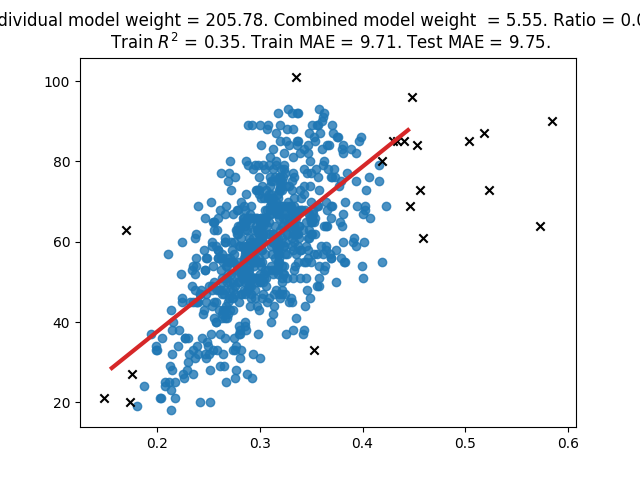 dividual model weight = 205.78. Combined model weight = 5.55. Ratio = 0.0
Train R² = 0.35. Train MAE = 9.71. Test MAE = 9.75.
100
80
60
40
20
0.2 0.3 0.4 0.5 0.6